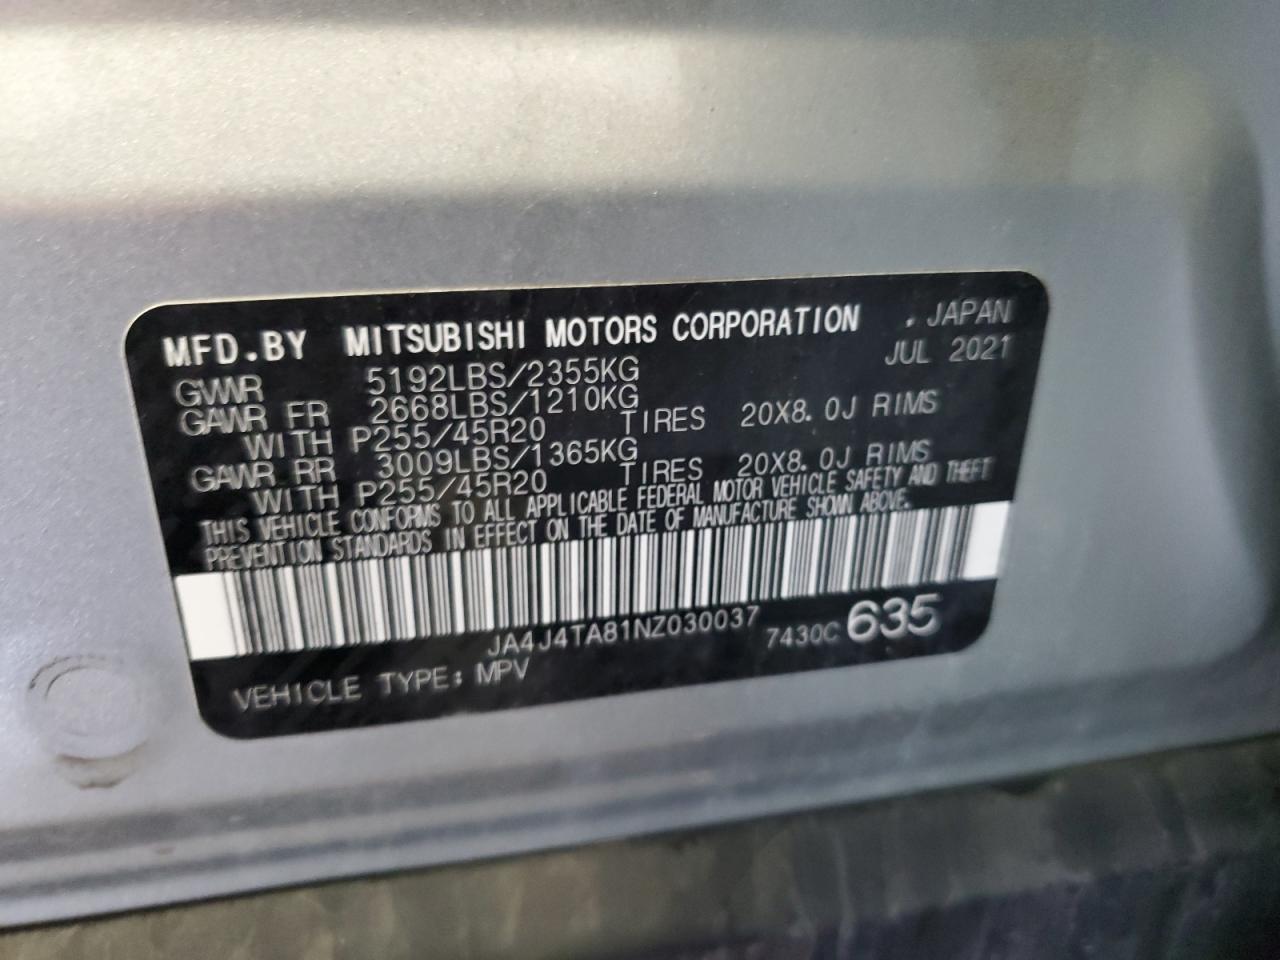 MFD.BY MITSUBISHI MOTORS CORPORATION , JAPAN
JUL 2021
GVWR 5192LBS/2355KG
GAWR FR 2668LBS/1210KG
WITH P255/45R20 TIRES 20X8.0J RIMS
GAWR RR 3009LBS/1365KG
WITH P255/45R20 TIRES 20X8.0J RIMS
THIS VEHICLE CONFORMS TO ALL APPLICABLE FEDERAL MOTOR VEHICLE SAFETY AND THEFT
PREVENTION STANDARDS IN EFFECT ON THE DATE OF MANUFACTURE SHOWN ABOVE.
JA4J4TA81NZ030037 7430C 635
VEHICLE TYPE: MPV